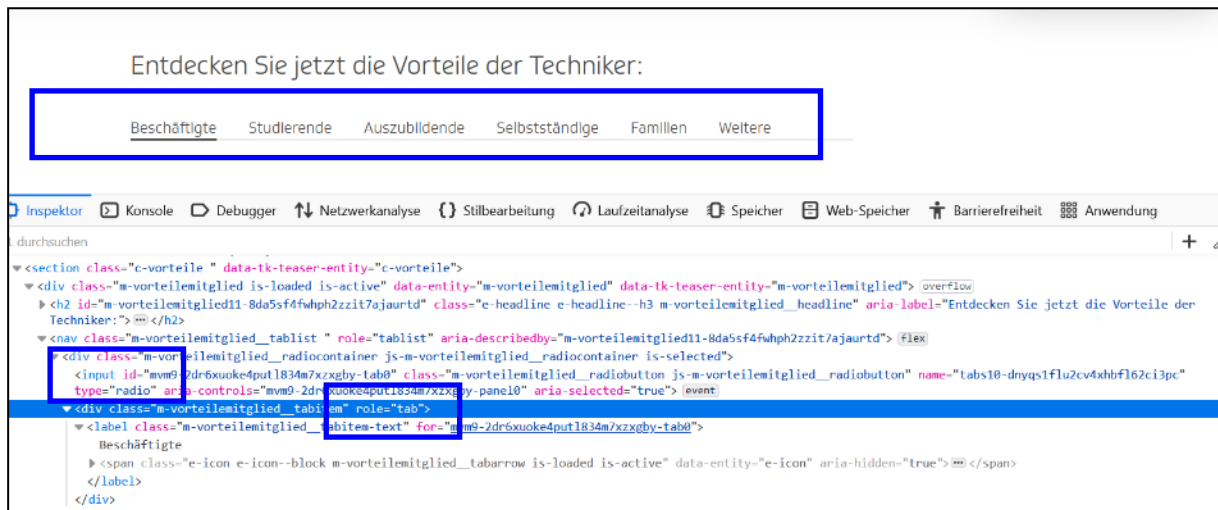 Entdecken Sie jetzt die Vorteile der Techniker:
Beschäftigte Studierende Auszubildende Selbstständige Familien Weitere
Inspektor Konsole Debugger Netzwerkanalyse {} Stilbearbeitung Laufzeitanalyse Speicher Web-Speicher Barrierefreiheit Anwendung
durchsuchen +
<section class="c-vorteile " data-tk-teaser-entity="c-vorteile">
<div class="m-vorteilemitglied is-loaded is-active" data-entity="m-vorteilemitglied" data-tk-teaser-entity="m-vorteilemitglied"> overflow
<h2 id="m-vorteilemitglied11-8da5sf4fwhph2zzit7ajaurtd" class="e-headline e-headline--h3 m-vorteilemitglied__headline" aria-label="Entdecken Sie jetzt die Vorteile der
Techniker:"> … </h2>
<nav class="m-vorteilemitglied__tablist " role="tablist" aria-describedby="m-vorteilemitglied11-8da5sf4fwhph2zzit7ajaurtd"> flex
<div class="m-vorteilemitglied__radiocontainer js-m-vorteilemitglied__radiocontainer is-selected">
<input id="mvm9-2dr6xuoke4putl834m7xzxgby-tab0" class="m-vorteilemitglied__radiobutton js-m-vorteilemitglied__radiobutton" name="tabs10-dnyqs1flu2cv4xhbfl62ci3pc"
type="radio" aria-controls="mvm9-2dr6xuoke4putl834m7xzxgby-panel0" aria-selected="true"> event
<div class="m-vorteilemitglied__tabitem" role="tab">
<label class="m-vorteilemitglied__tabitem-text" for="mvm9-2dr6xuoke4putl834m7xzxgby-tab0">
Beschäftigte
<span class="e-icon e-icon--block m-vorteilemitglied__tabarrow is-loaded is-active" data-entity="e-icon" aria-hidden="true"> … </span>
</label>
</div>